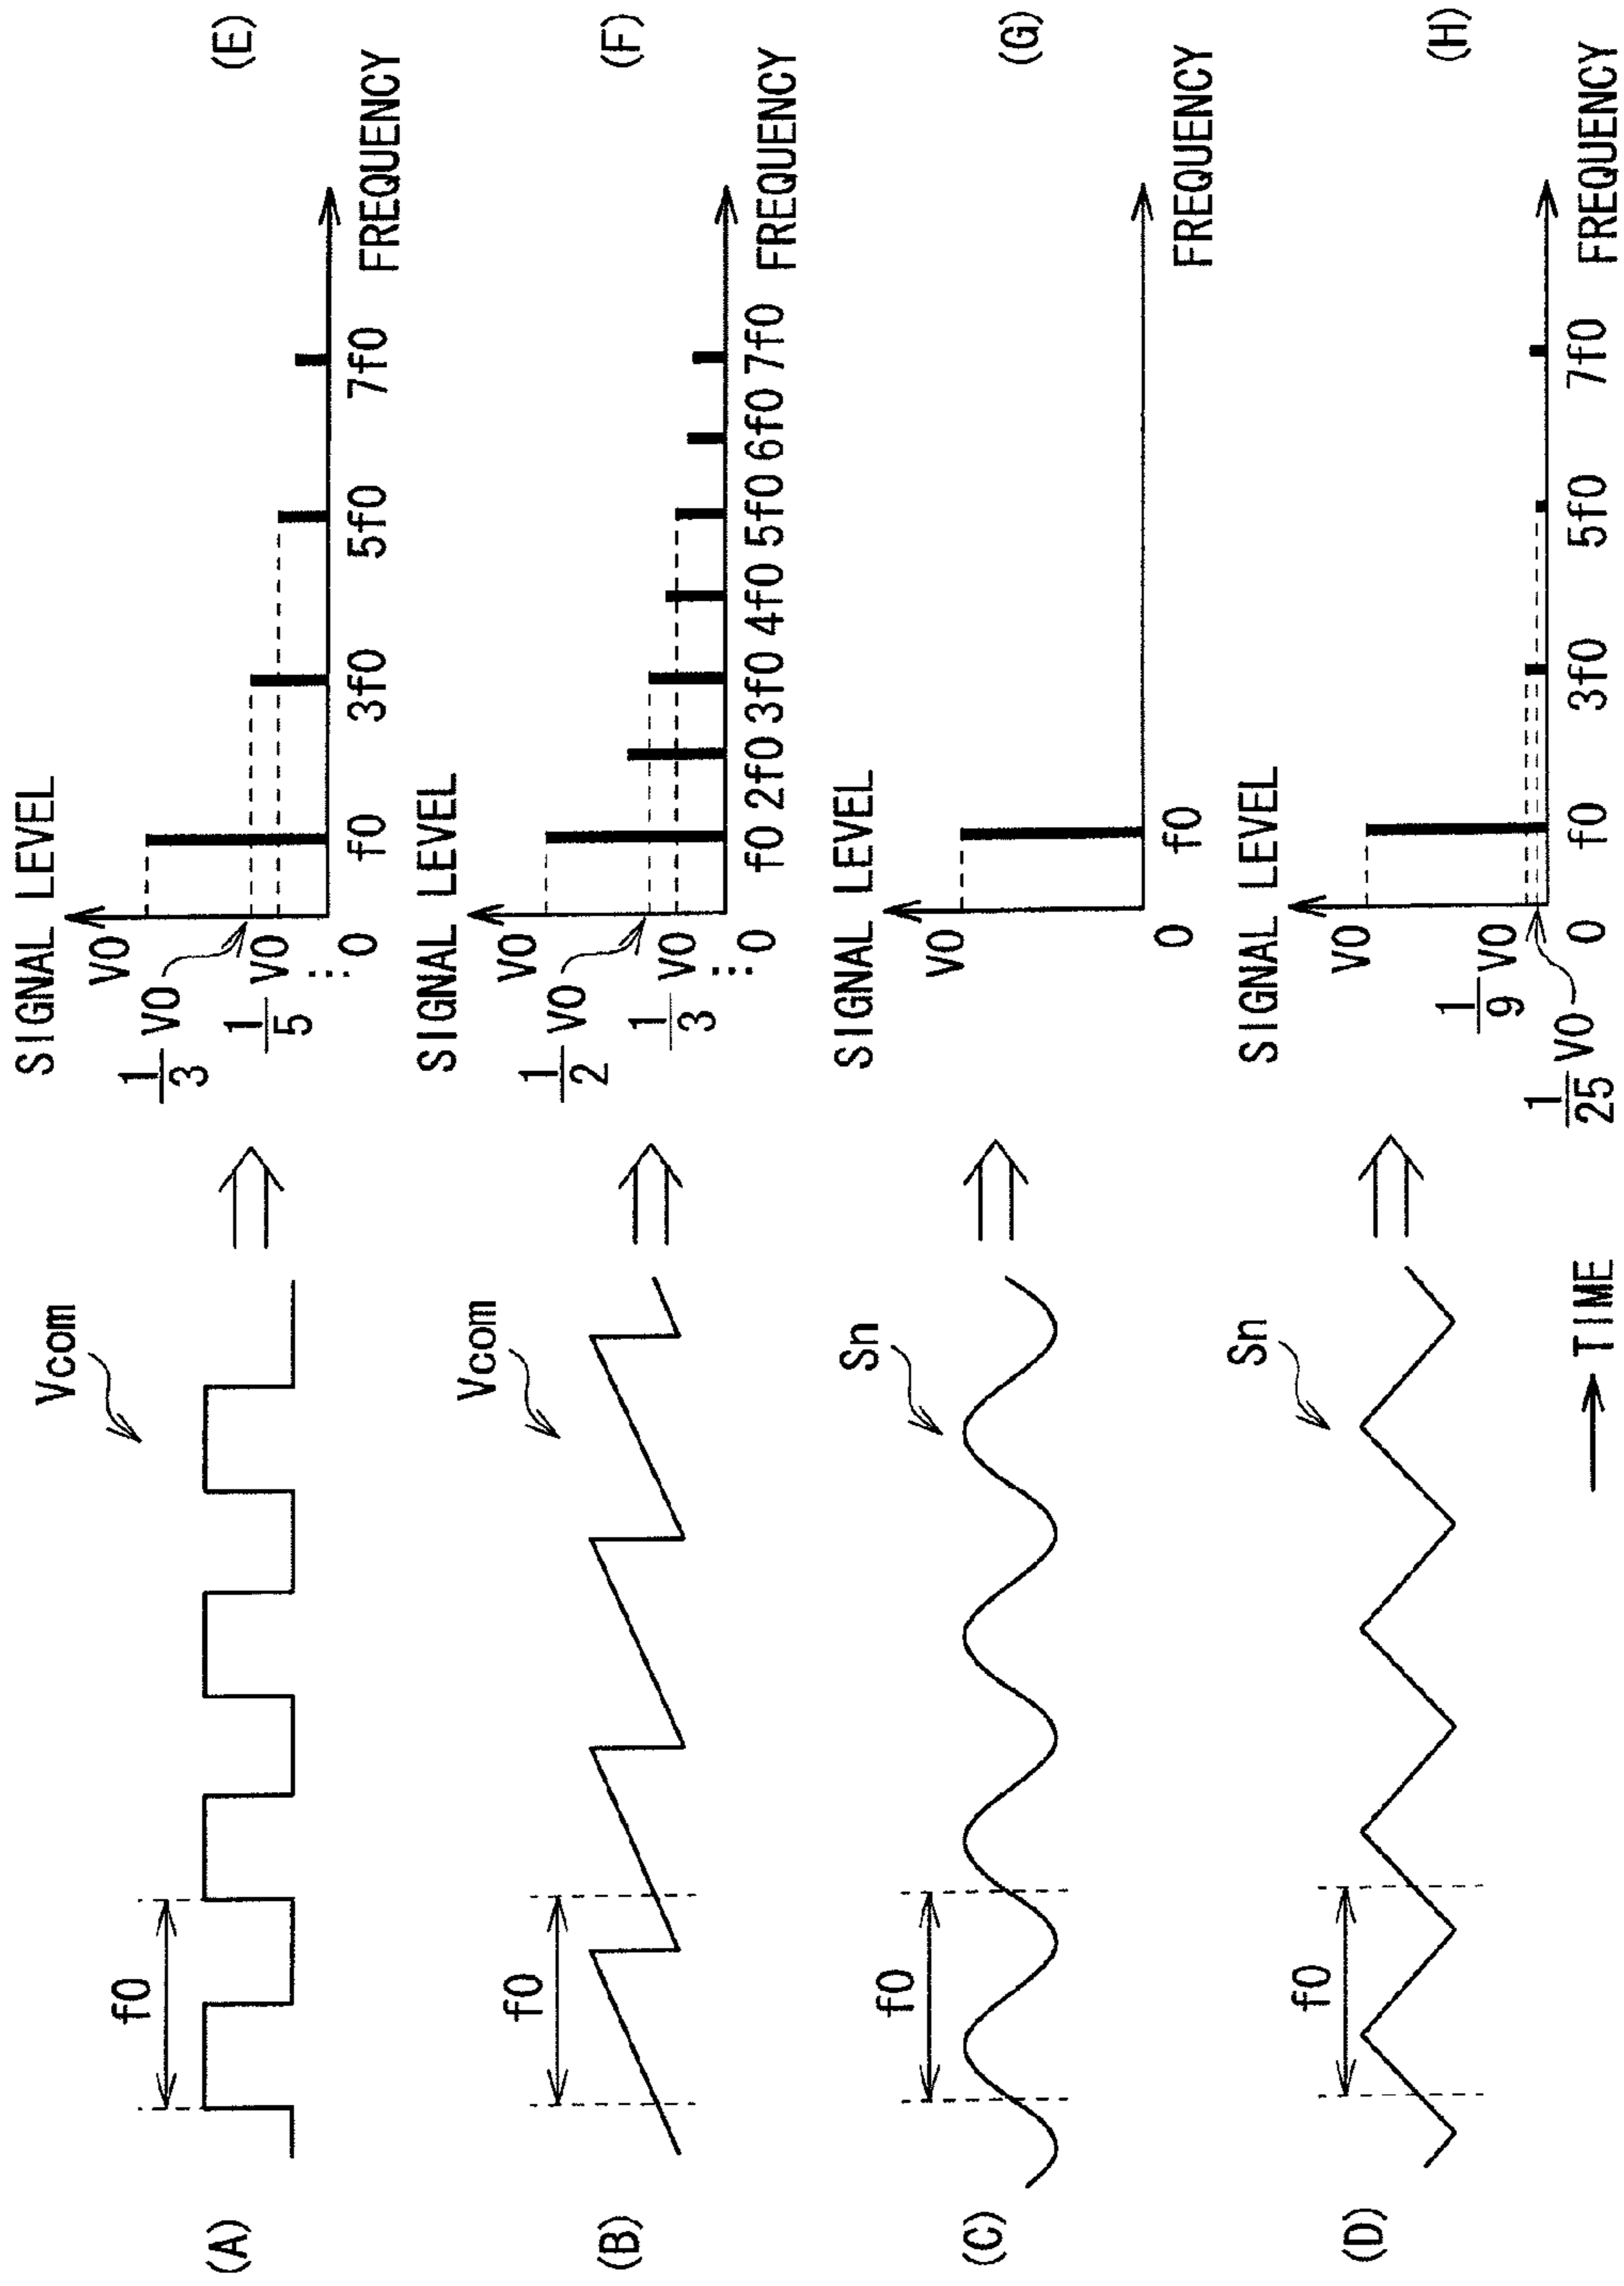 (A)
f0
Vcom
SIGNAL LEVEL
V0
1/3 V0
1/5 V0
⋮
0
f0 3f0 5f0 7f0
FREQUENCY
(E)
(B)
f0
Vcom
SIGNAL LEVEL
V0
1/2 V0
1/3 V0
⋮
0
f0 2f0 3f0 4f0 5f0 6f0 7f0
FREQUENCY
(F)
(C)
f0
Sn
SIGNAL LEVEL
V0
0
f0
FREQUENCY
(G)
(D)
f0
Sn
SIGNAL LEVEL
V0
1/9 V0
1/25 V0
0
f0 3f0 5f0 7f0
FREQUENCY
(H)
TIME